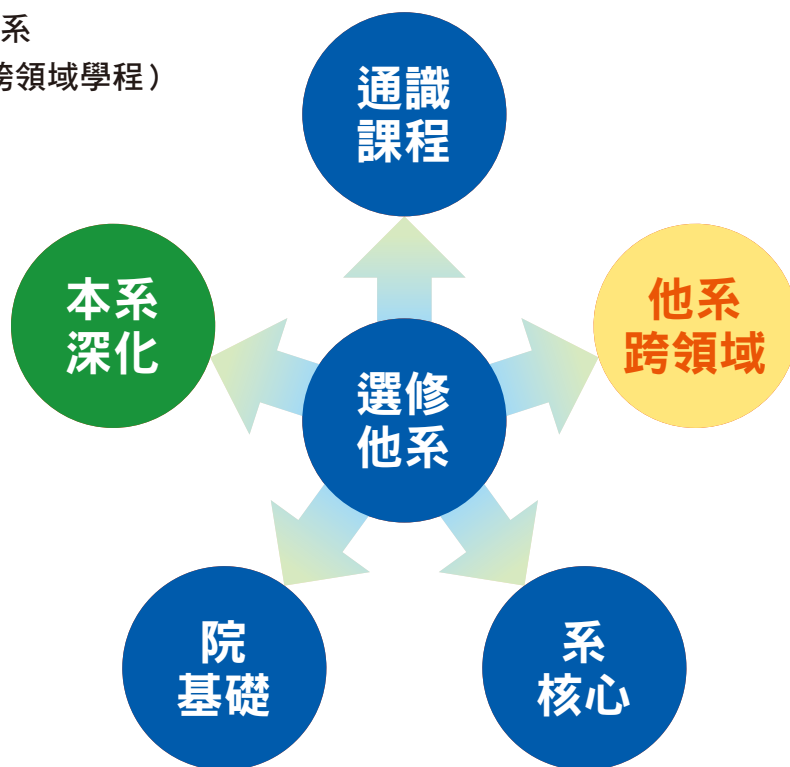 系
跨領域學程）
通識
課程
本系
深化
他系
跨領域
選修
他系
院
基礎
系
核心